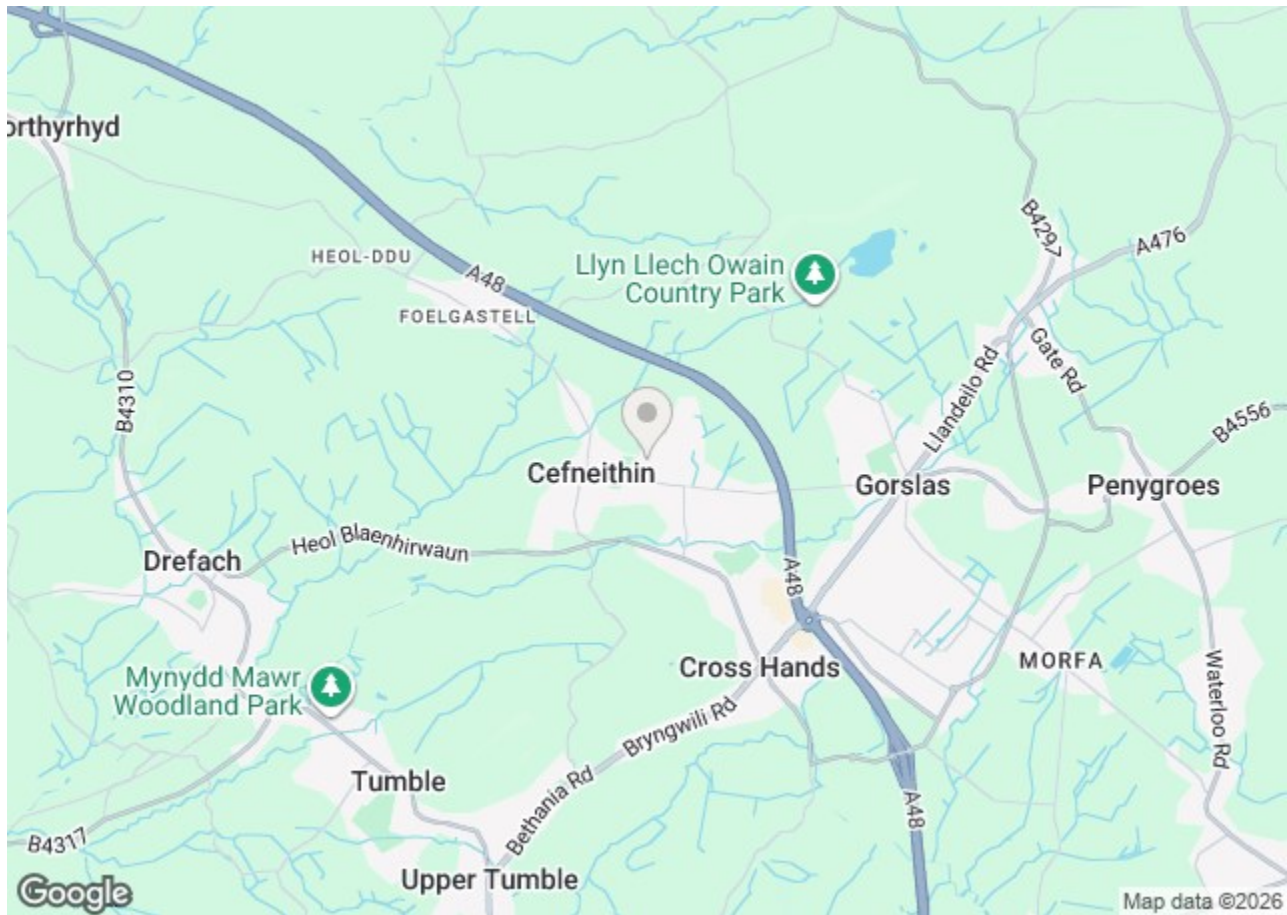 orthyrhyd
B4297
A476
HEOL-DDU
A48
Llyn Llech Owain
Country Park
FOELGASTELL
Gate Rd
Llandeilo Rd
B4310
B4556
Cefneithin
Gorslas
Penygroes
Heol Blaenhirwaun
Drefach
A48
Cross Hands
MORFA
Mynydd Mawr
Woodland Park
Waterloo Rd
Bryngwili Rd
Tumble
Bethania Rd
A48
B4317
Upper Tumble
Google
Map data ©2026